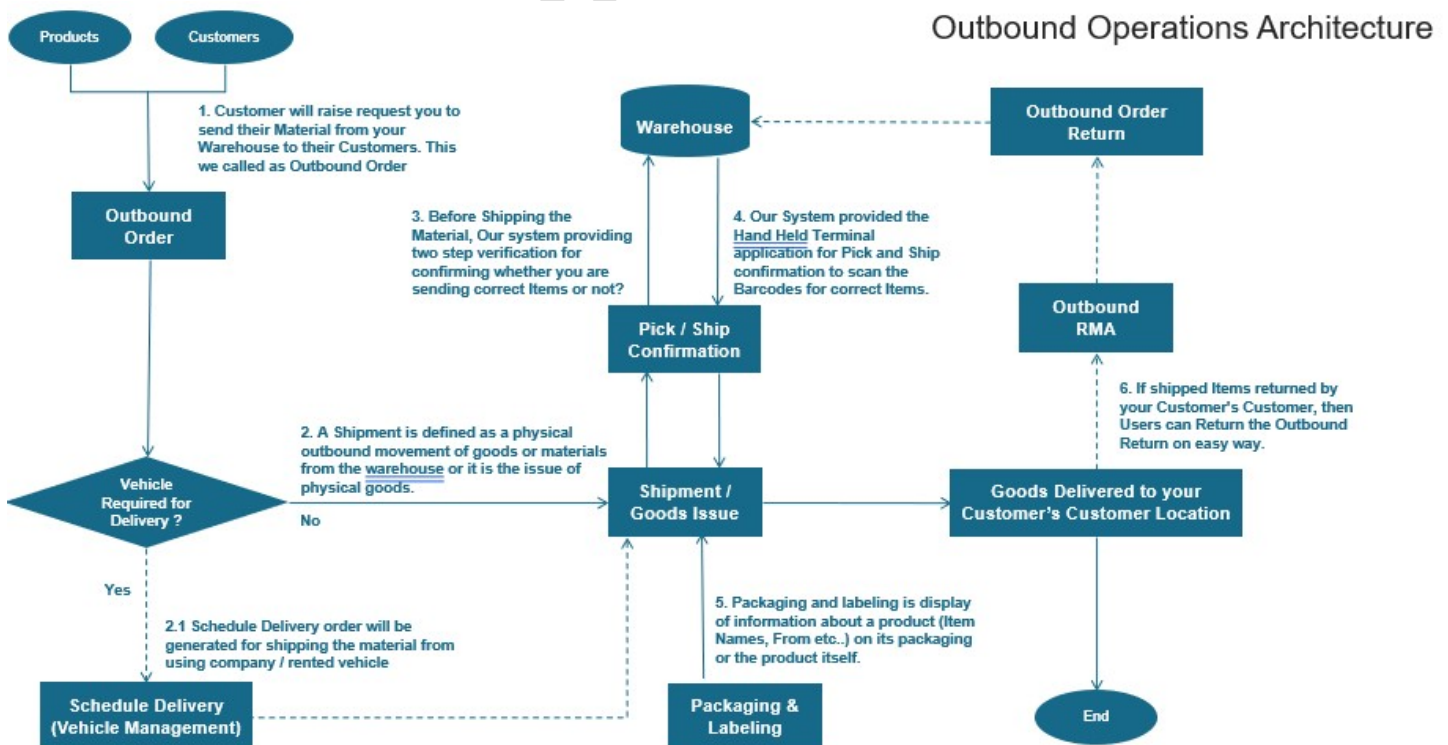 Outbound Operations Architecture
Products
Customers
1. Customer will raise request you to
send their Material from your
Warehouse to their Customers. This
we called as Outbound Order
Outbound
Order
Warehouse
Outbound Order
Return
3. Before Shipping the
Material, Our system providing
two step verification for
confirming whether you are
sending correct Items or not?
4. Our System provided the
Hand Held Terminal
application for Pick and Ship
confirmation to scan the
Barcodes for correct Items.
Pick / Ship
Confirmation
Outbound
RMA
6. If shipped Items returned by
your Customer's Customer, then
Users can Return the Outbound
Return on easy way.
2. A Shipment is defined as a physical
outbound movement of goods or materials
from the warehouse or it is the issue of
physical goods.
Vehicle
Required for
Delivery ?
No
Shipment /
Goods Issue
Goods Delivered to your
Customer's Customer Location
Yes
2.1 Schedule Delivery order will be
generated for shipping the material from
using company / rented vehicle
5. Packaging and labeling is display
of information about a product (Item
Names, From etc..) on its packaging
or the product itself.
Schedule Delivery
(Vehicle Management)
Packaging &
Labeling
End